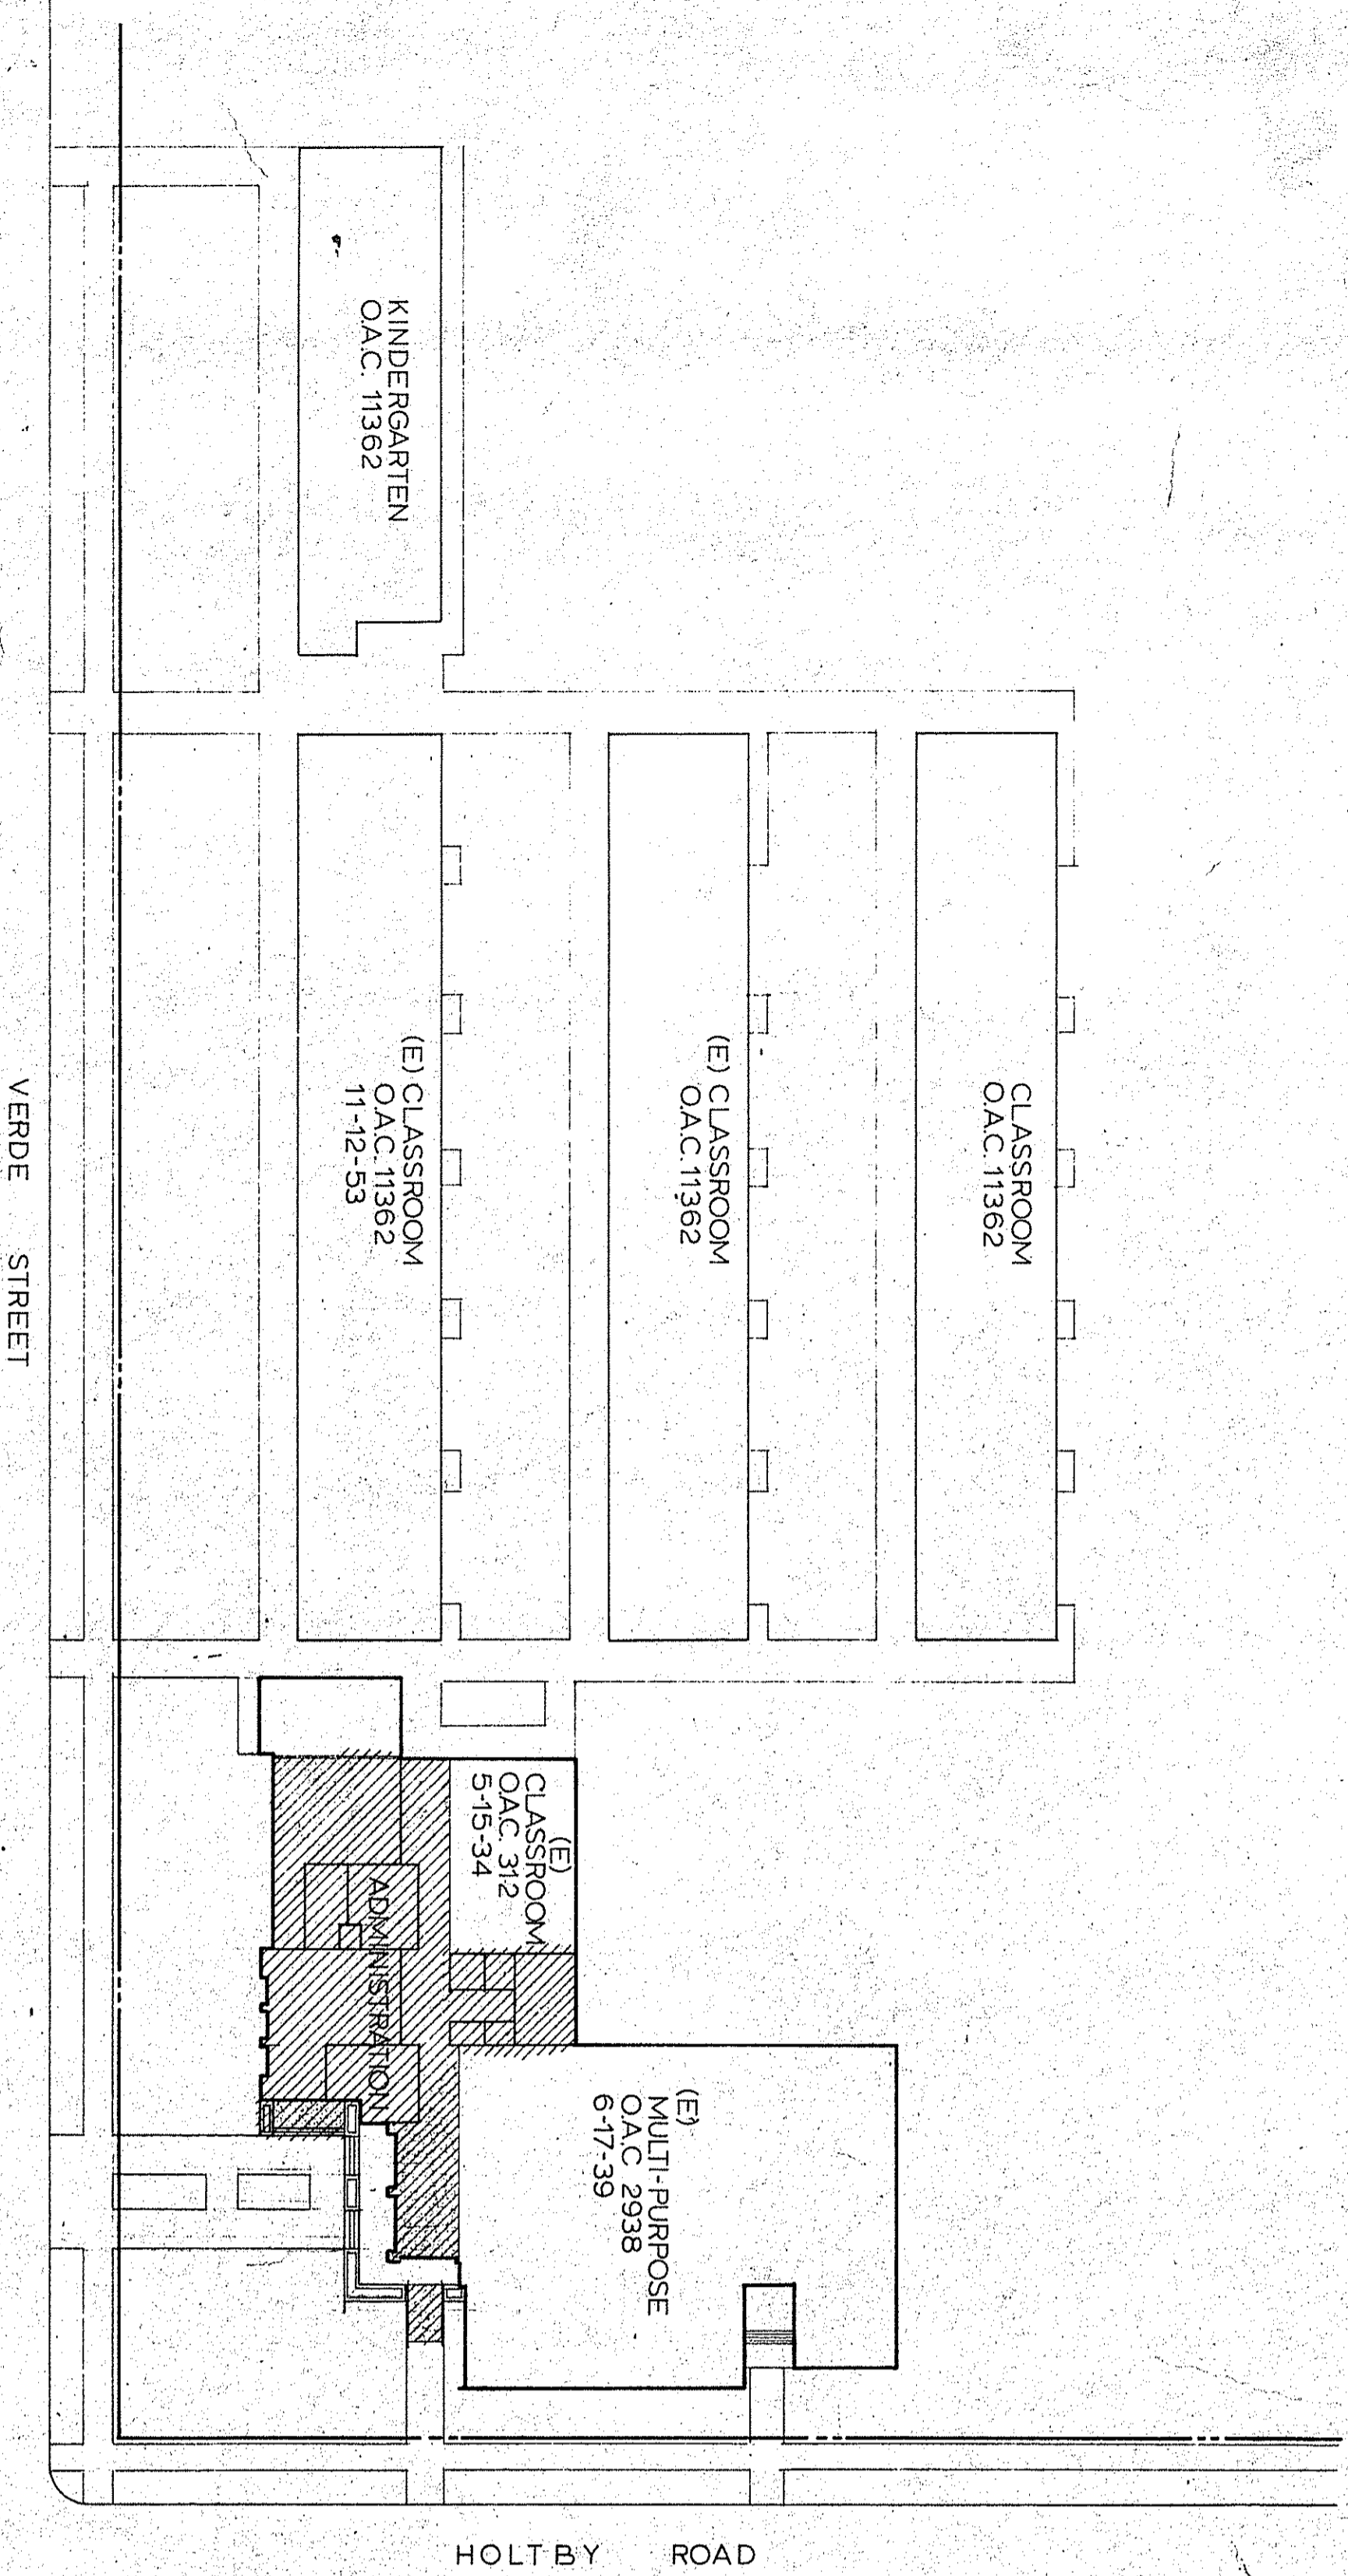 KINDERGARTEN
O.A.C. 11362
(E) CLASSROOM
O.A.C. 11362
11-12-53
(E) CLASSROOM
O.A.C. 11362
CLASSROOM
O.A.C. 11362
(E)
CLASSROOM
O.A.C. 312
5-15-34
ADMINISTRATION
(E)
MULTI-PURPOSE
O.A.C. 2938
6-17-39
VERDE STREET
HOLTBY ROAD